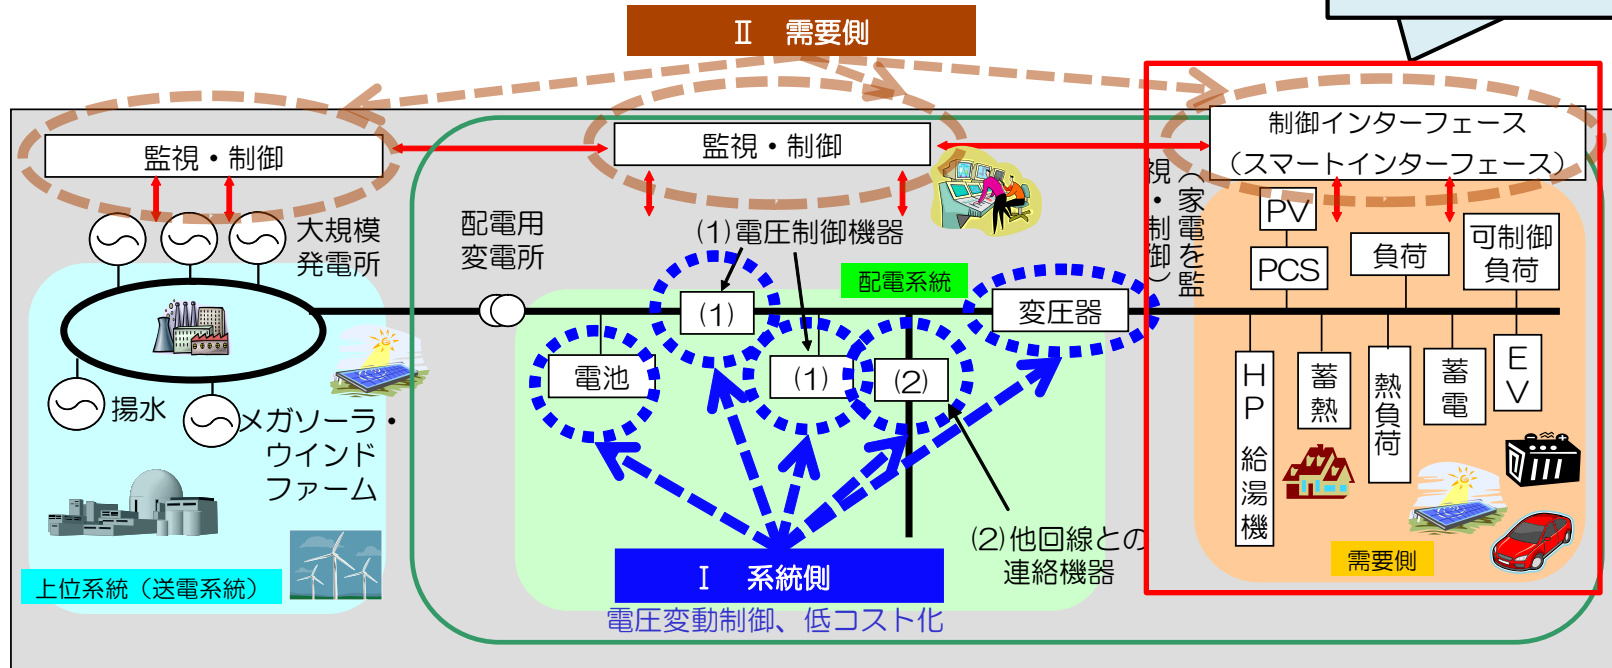 Ⅱ 需要側
監視・制御
監視・制御
制御インターフェース
（スマートインターフェース）
（家電を監
視・制御）
大規模
発電所
配電用
変電所
(1)電圧制御機器
配電系統
PV
PCS
負荷
可制御
負荷
(1)
変圧器
電池
(1)
(2)
HP給湯機
蓄熱
熱負荷
蓄電
EV
揚水
メガソーラ・
ウインド
ファーム
(2)他回線との
連絡機器
上位系統（送電系統）
Ⅰ 系統側
電圧変動制御、低コスト化
需要側